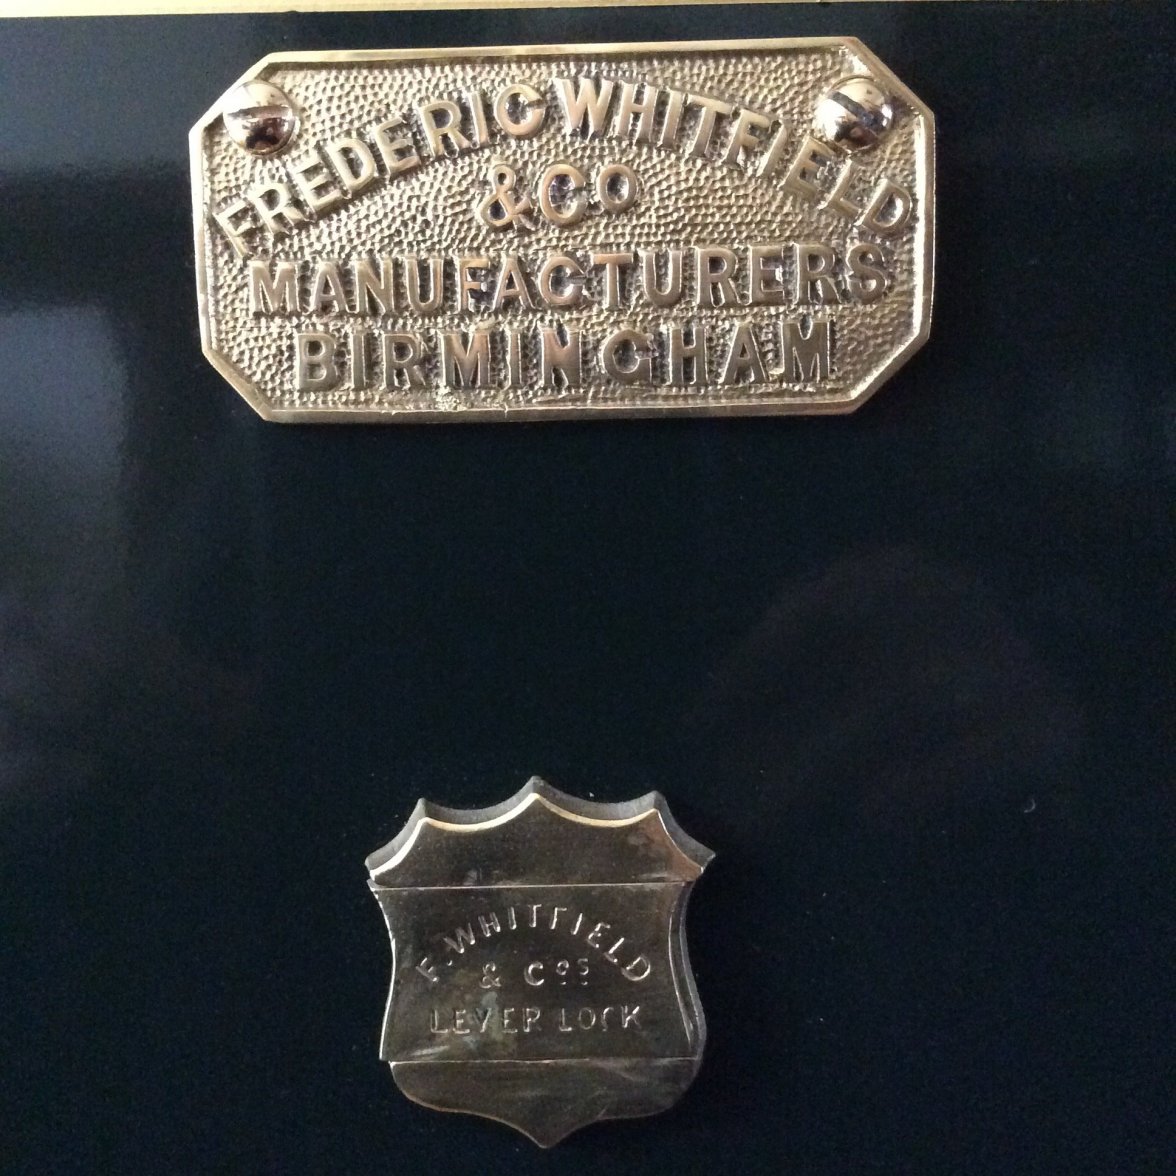 FREDERIC WHITFIELD
& Co
MANUFACTURERS
BIRMINGHAM
F. WHITFIELD
& Cos
LEVER LOCK